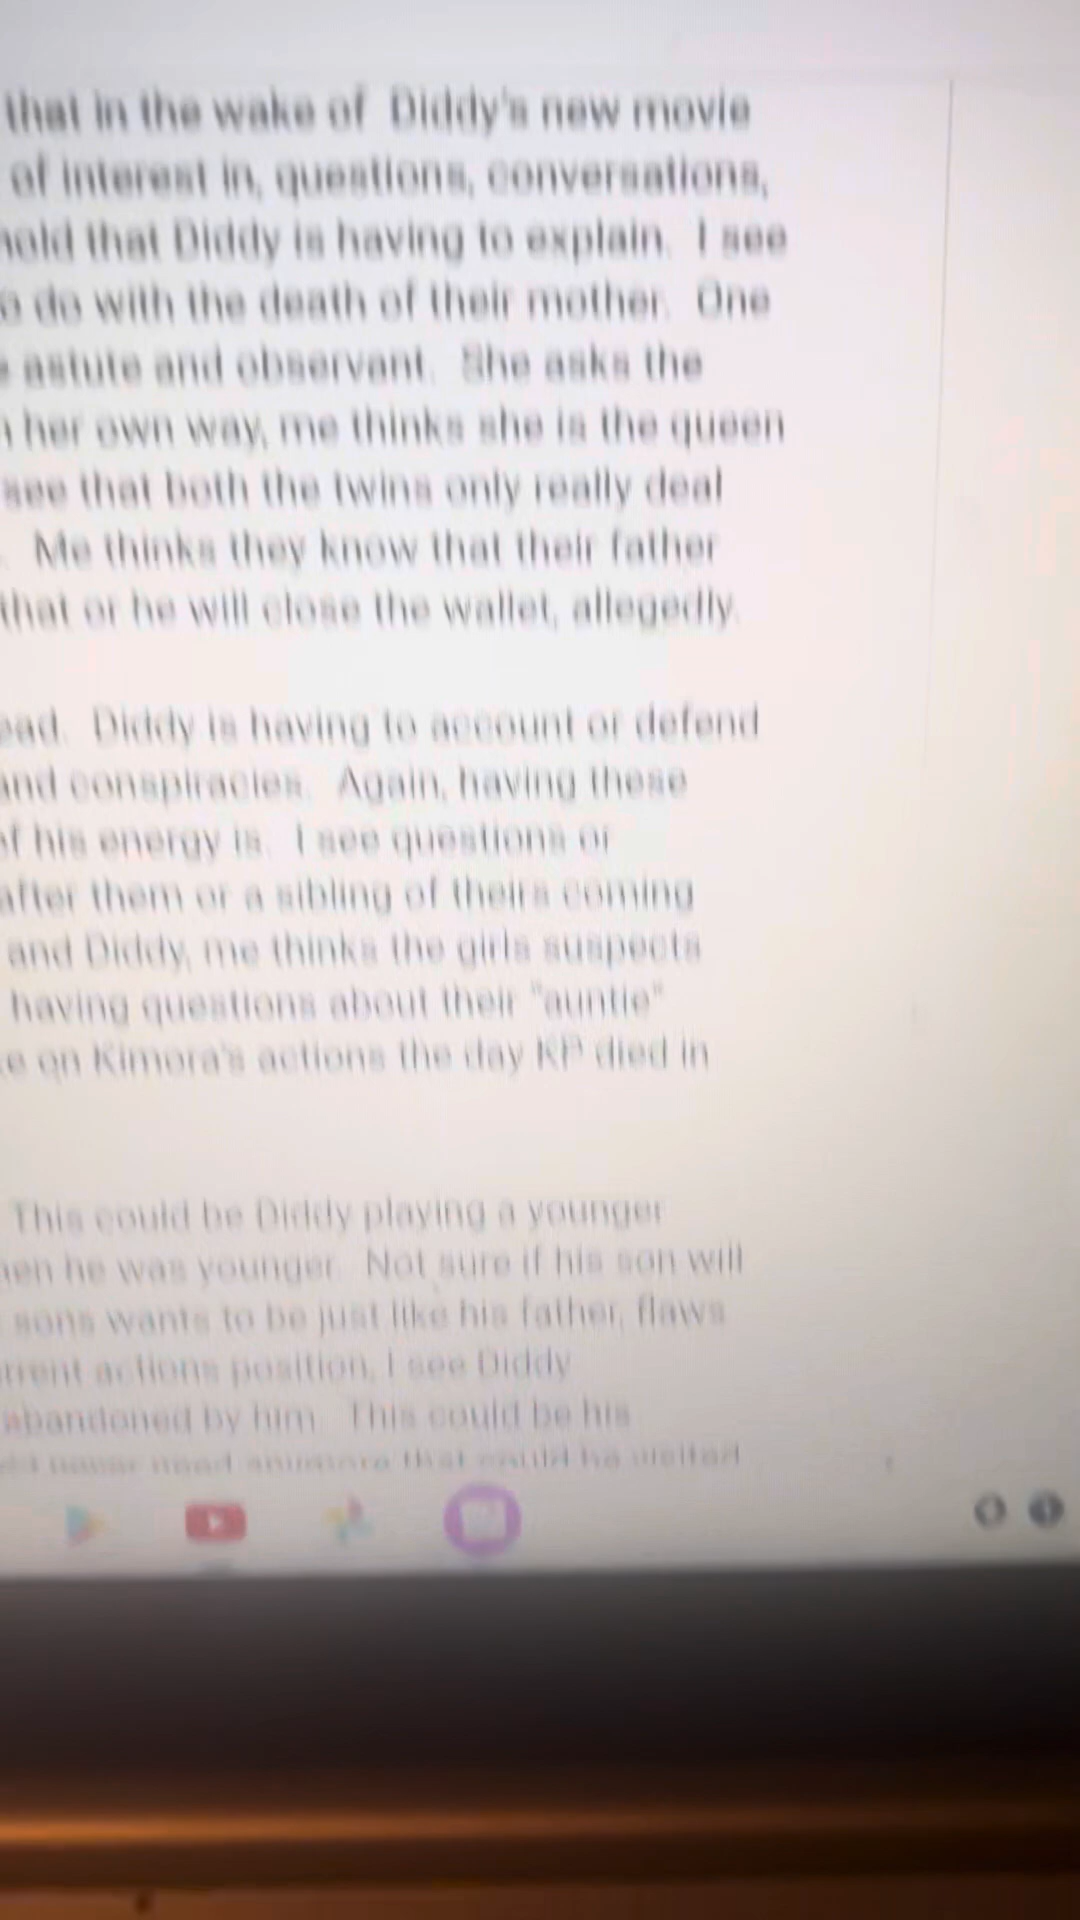 that in the wake of Diddy's new movie
of interest in, questions, conversations,
hold that Diddy is having to explain. I see
do with the death of their mother. One
astute and observant. She asks the
her own way, me thinks she is the queen
see that both the twins only really deal
Me thinks they know that their father
that or he will close the wallet, allegedly.
ead. Diddy is having to account or defend
and conspiracies. Again, having these
of his energy is. I see questions or
after them or a sibling of theirs coming
and Diddy, me thinks the girls suspects
having questions about their "auntie"
on Kimora's actions the day KP died in
This could be Diddy playing a younger
hen he was younger. Not sure if his son will
sons wants to be just like his father, flaws
rrent actions position, I see Diddy
abandoned by him. This could be his
never need anymore that could be visited